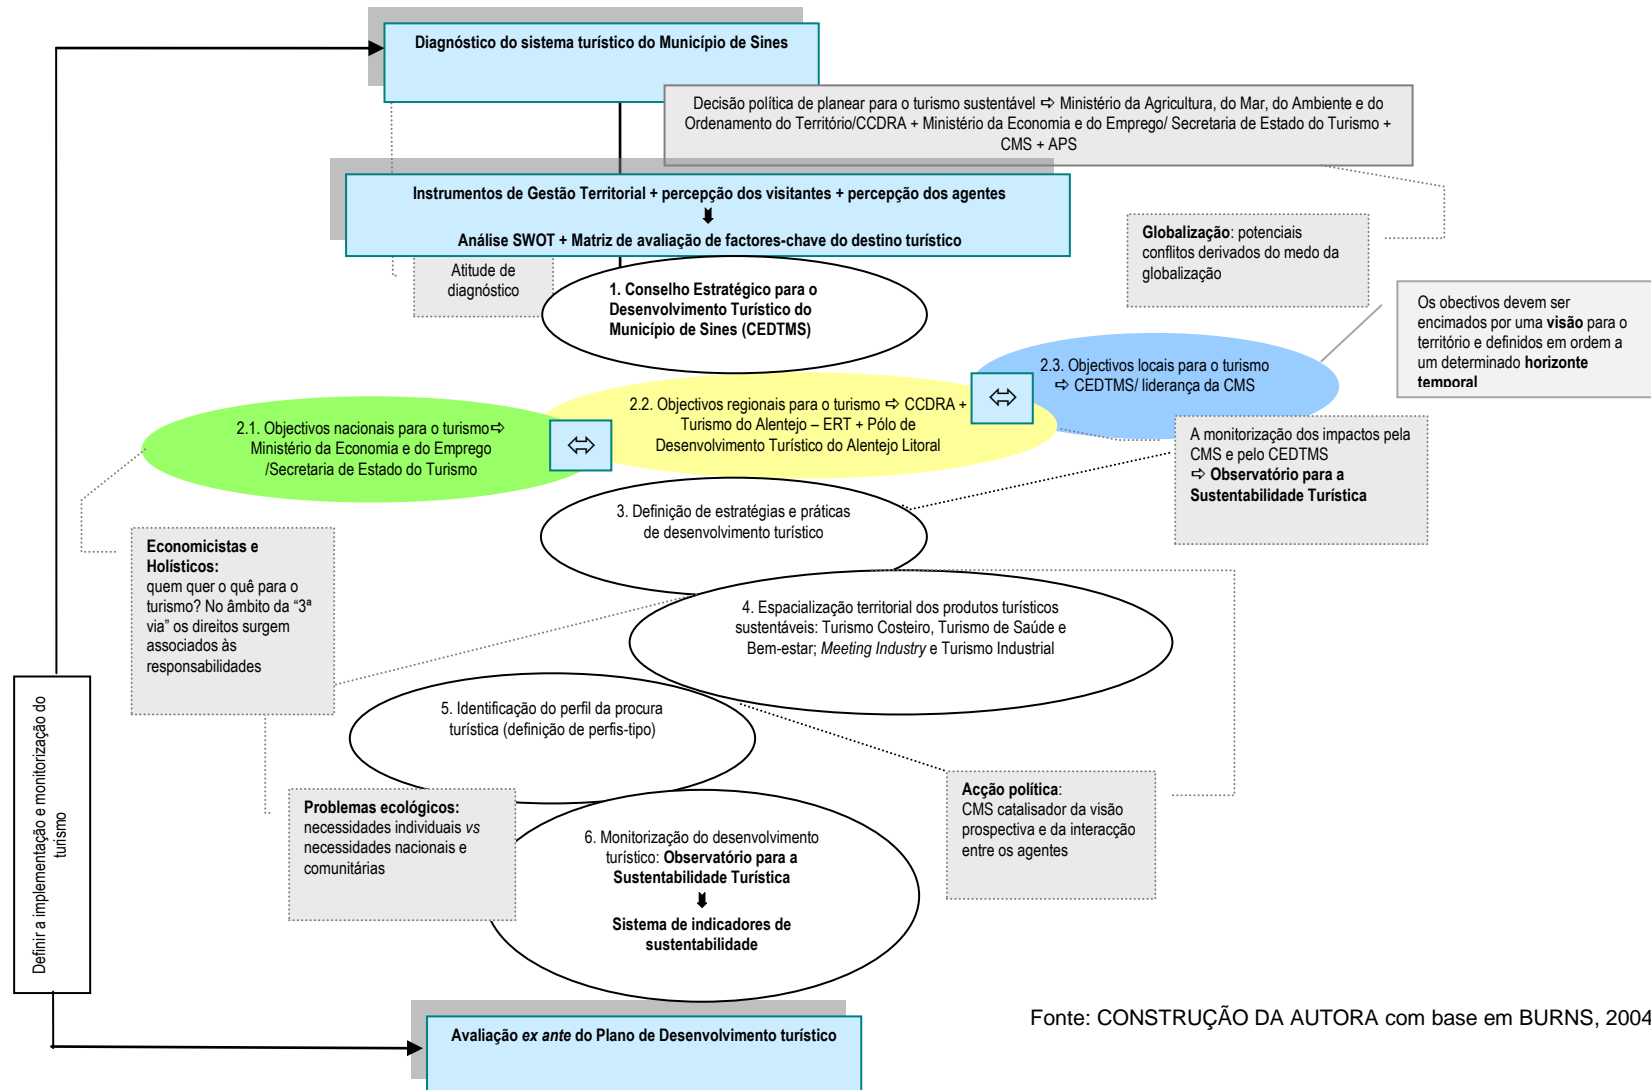 Diagnóstico do sistema turístico do Município de Sines
Decisão política de planear para o turismo sustentável ⇨ Ministério da Agricultura, do Mar, do Ambiente e do
Ordenamento do Território/CCDRA + Ministério da Economia e do Emprego/ Secretaria de Estado do Turismo +
CMS + APS
Instrumentos de Gestão Territorial + percepção dos visitantes + percepção dos agentes
Análise SWOT + Matriz de avaliação de factores-chave do destino turístico
Globalização: potenciais
conflitos derivados do medo da
globalização
Atitude de
diagnóstico
1. Conselho Estratégico para o
Desenvolvimento Turístico do
Município de Sines (CEDTMS)
Os obectivos devem ser
encimados por uma visão para o
território e definidos em ordem a
um determinado horizonte
temporal
2.3. Objectivos locais para o turismo
⇨ CEDTMS/ liderança da CMS
2.2. Objectivos regionais para o turismo ⇨ CCDRA +
Turismo do Alentejo – ERT + Pólo de
Desenvolvimento Turístico do Alentejo Litoral
2.1. Objectivos nacionais para o turismo⇨
Ministério da Economia e do Emprego
/Secretaria de Estado do Turismo
A monitorização dos impactos pela
CMS e pelo CEDTMS
⇨ Observatório para a
Sustentabilidade Turística
3. Definição de estratégias e práticas
de desenvolvimento turístico
Economicistas e
Holísticos:
quem quer o quê para o
turismo? No âmbito da “3ª
via” os direitos surgem
associados às
responsabilidades
4. Espacialização territorial dos produtos turísticos
sustentáveis: Turismo Costeiro, Turismo de Saúde e
Bem-estar; Meeting Industry e Turismo Industrial
5. Identificação do perfil da procura
turística (definição de perfis-tipo)
Definir a implementação e monitorização do
turismo
Problemas ecológicos:
necessidades individuais vs
necessidades nacionais e
comunitárias
Acção política:
CMS catalisador da visão
prospectiva e da interacção
entre os agentes
6. Monitorização do desenvolvimento
turístico: Observatório para a
Sustentabilidade Turística
Sistema de indicadores de
sustentabilidade
Avaliação ex ante do Plano de Desenvolvimento turístico
Fonte: CONSTRUÇÃO DA AUTORA com base em BURNS, 2004